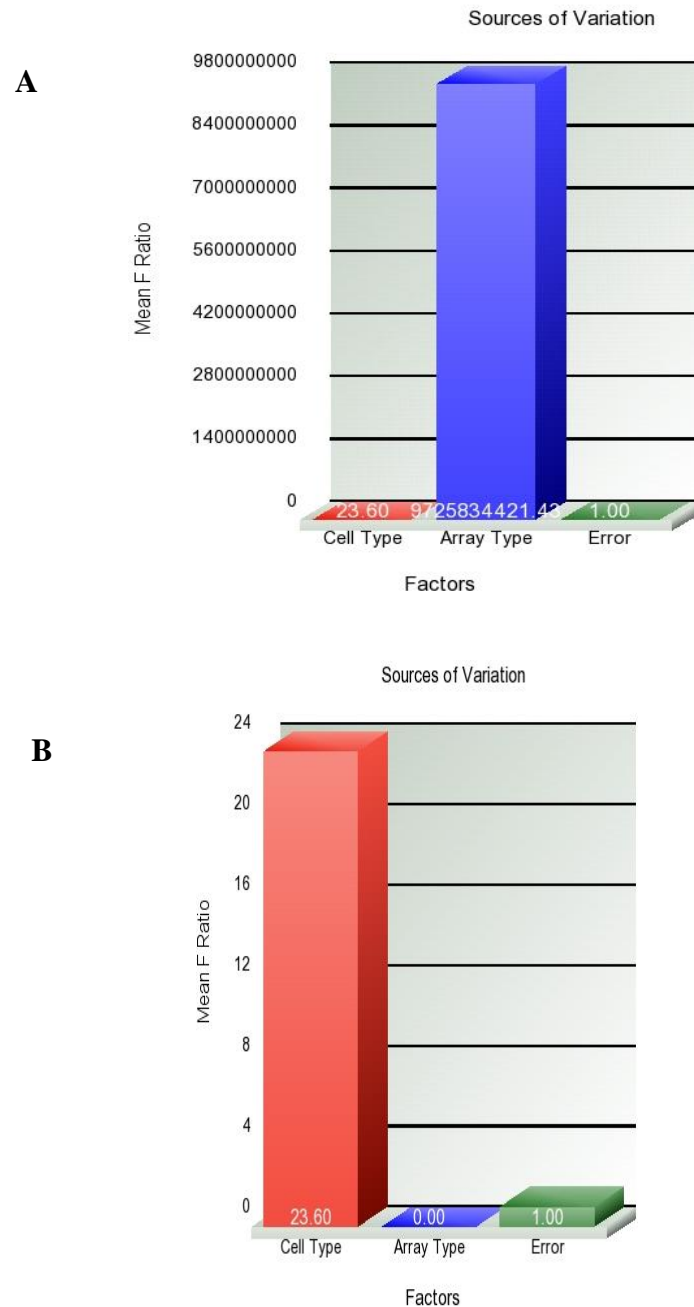 A
Sources of Variation
Mean F Ratio
9800000000
8400000000
7000000000
5600000000
4200000000
2800000000
1400000000
0
23.60 9725834421.43 1.00
Cell Type Array Type Error
Factors
B
Sources of Variation
Mean F Ratio
24
20
16
12
8
4
0
23.60 0.00 1.00
Cell Type Array Type Error
Factors